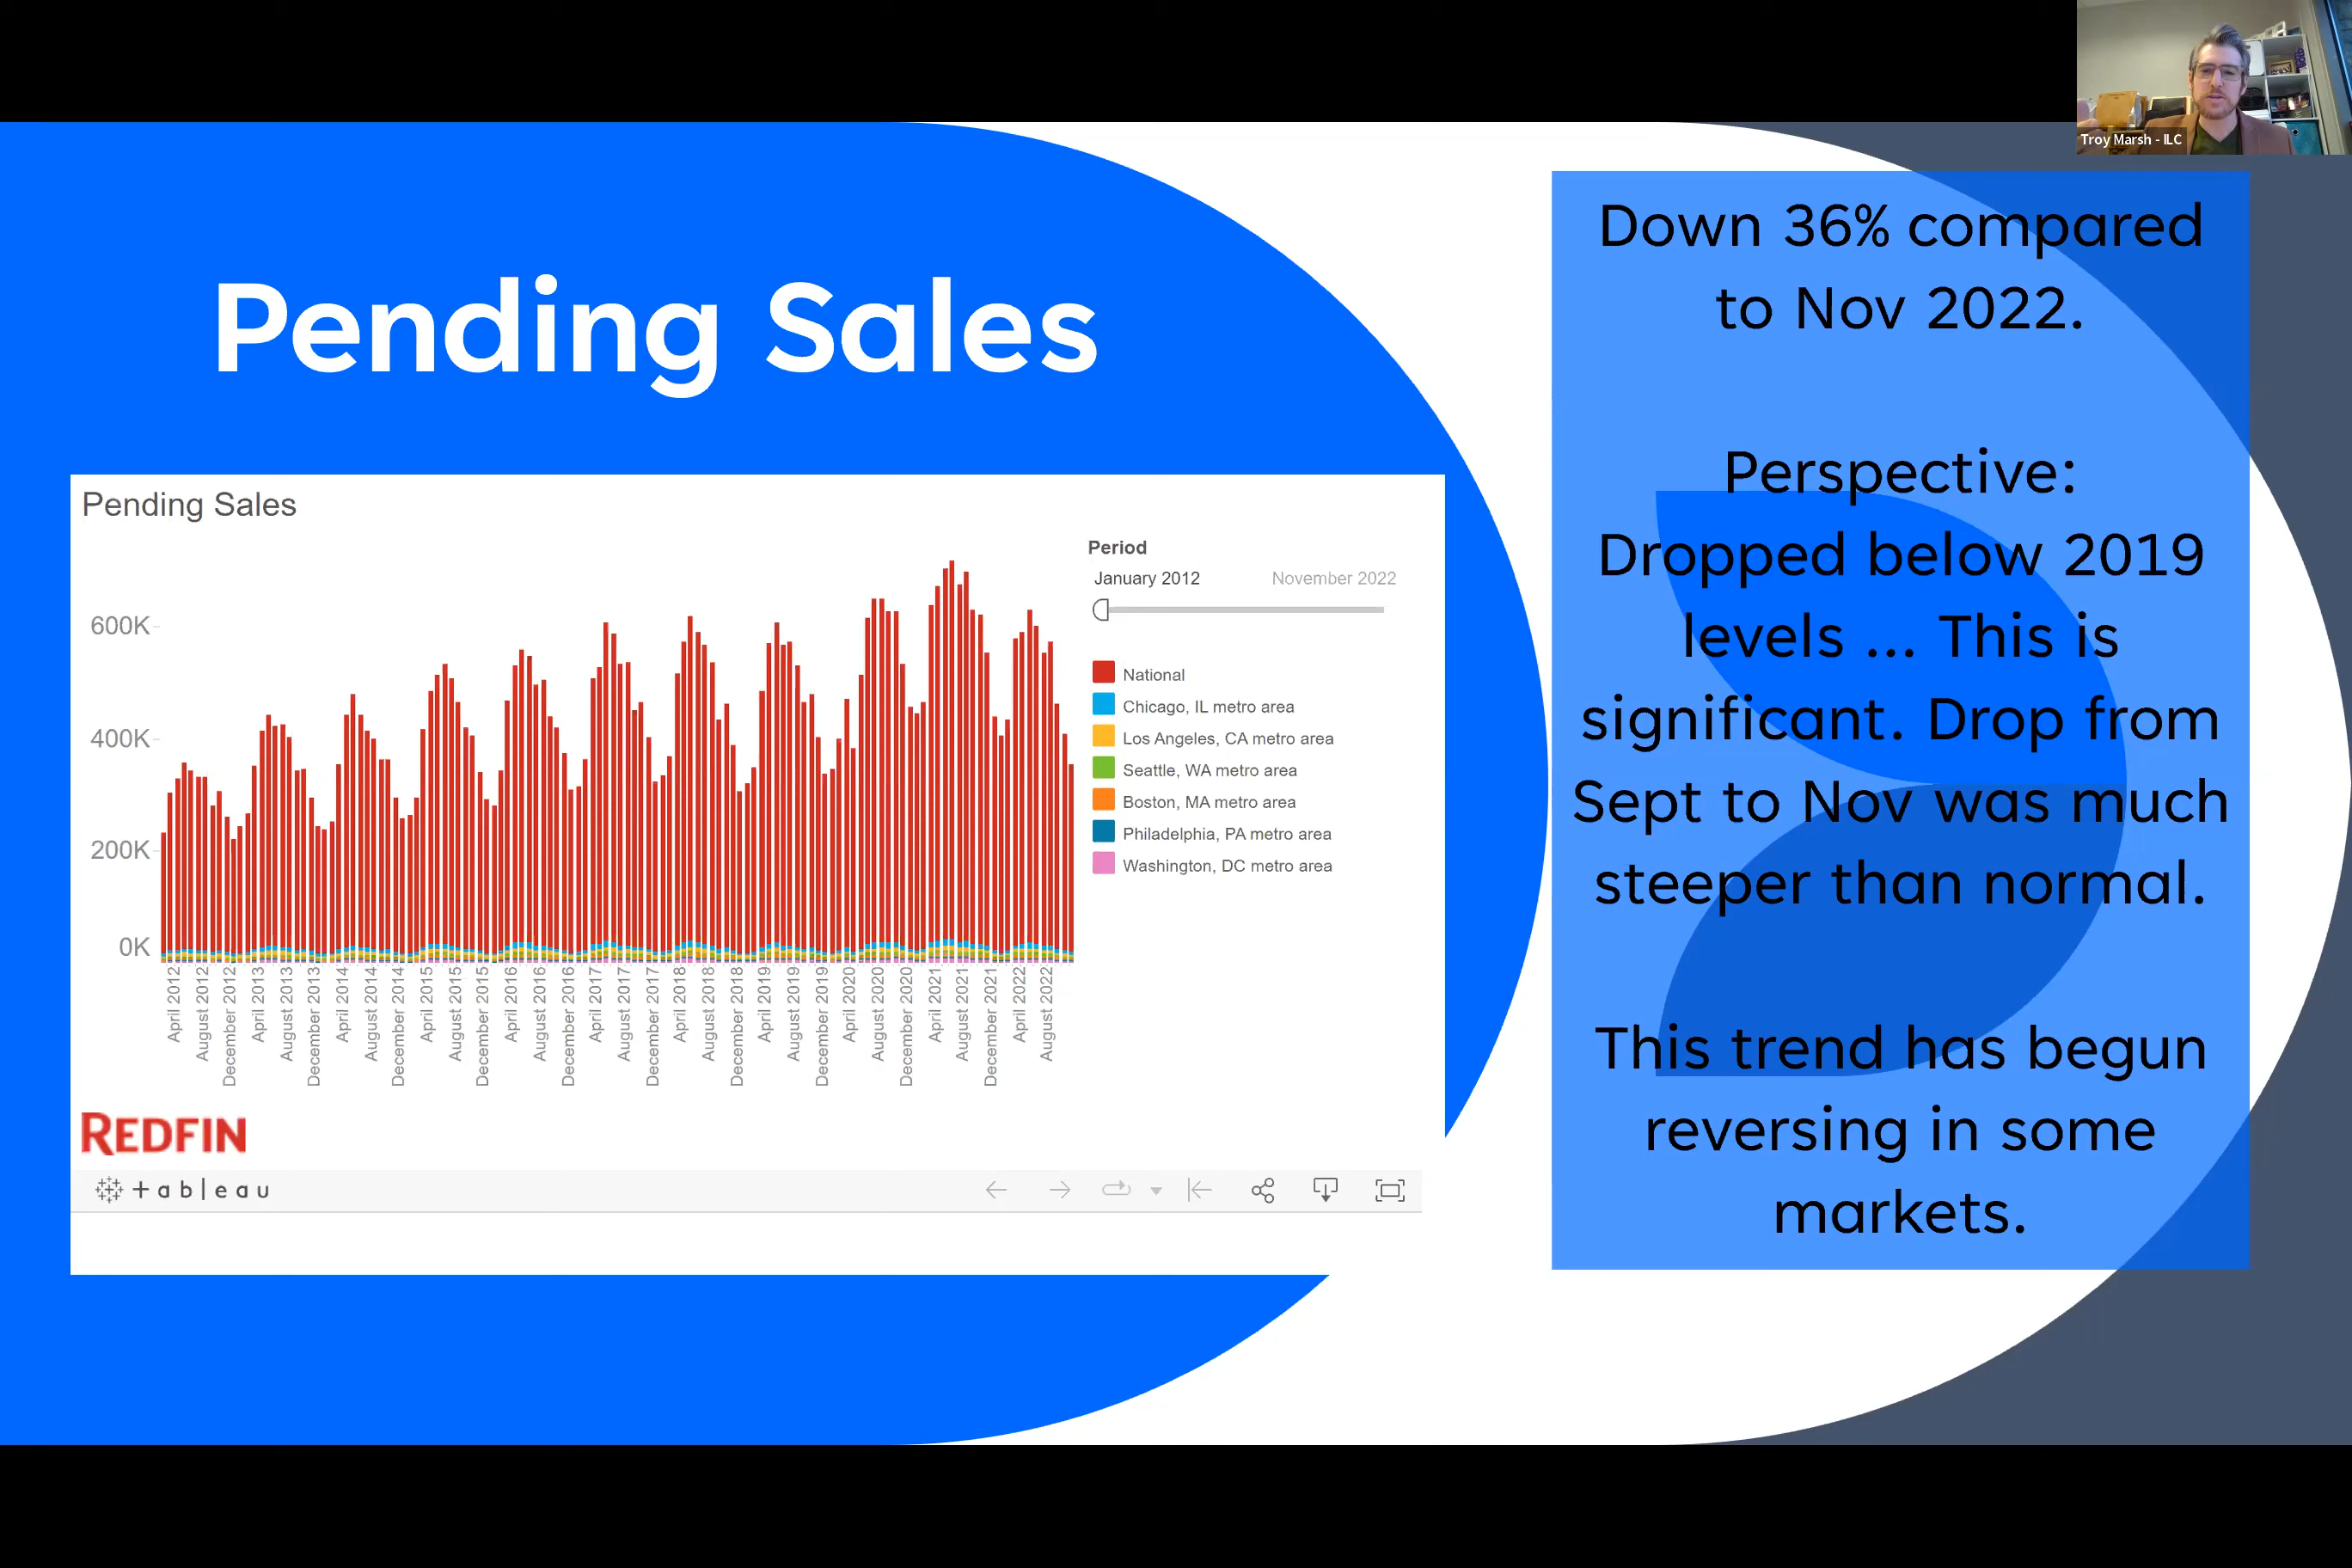 Troy Marsh - ILC
Pending Sales
Pending Sales
600K
400K
200K
0K
April 2012
August 2012
December 2012
April 2013
August 2013
December 2013
April 2014
August 2014
December 2014
April 2015
August 2015
December 2015
April 2016
August 2016
December 2016
April 2017
August 2017
December 2017
April 2018
August 2018
December 2018
April 2019
August 2019
December 2019
April 2020
August 2020
December 2020
April 2021
August 2021
December 2021
April 2022
August 2022
Period
January 2012 November 2022
National
Chicago, IL metro area
Los Angeles, CA metro area
Seattle, WA metro area
Boston, MA metro area
Philadelphia, PA metro area
Washington, DC metro area
REDFIN
+ableau
Down 36% compared
to Nov 2022.
Perspective:
Dropped below 2019
levels ... This is
significant. Drop from
Sept to Nov was much
steeper than normal.
This trend has begun
reversing in some
markets.